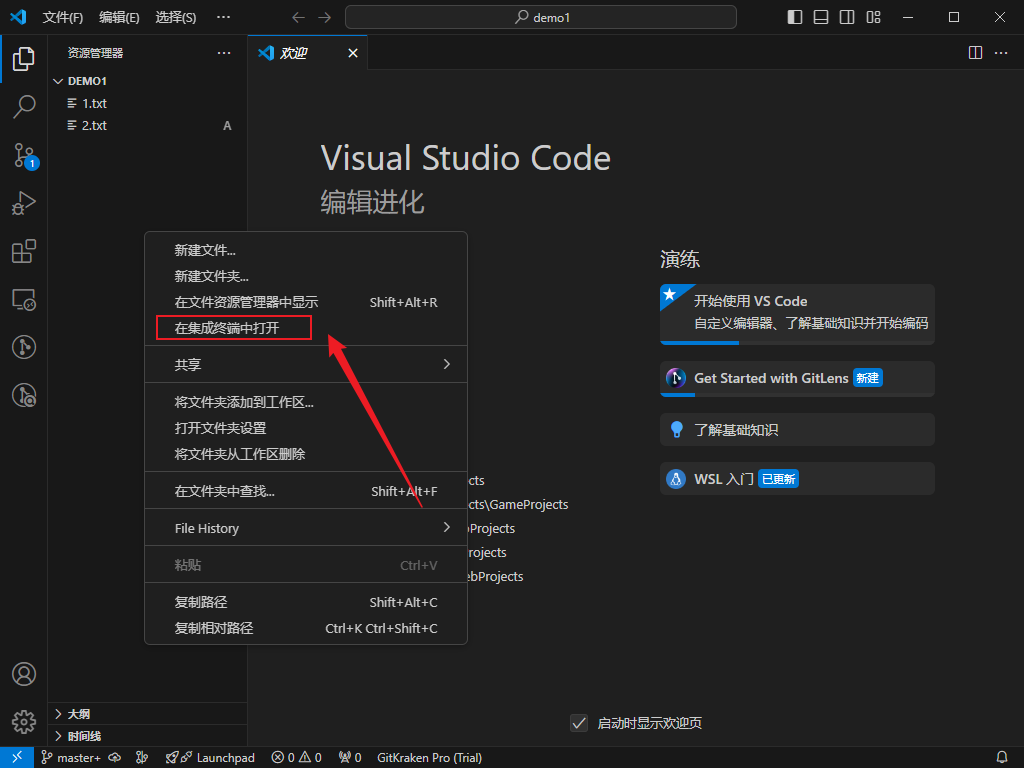 文件(F) 编辑(E) 选择(S) ···
demo1
资源管理器 ···
欢迎
DEMO1
1.txt
2.txt A
1
Visual Studio Code
编辑进化
新建文件...
新建文件夹...
在文件资源管理器中显示 Shift+Alt+R
在集成终端中打开
共享
将文件夹添加到工作区...
打开文件夹设置
将文件夹从工作区删除
在文件夹中查找... Shift+Alt+F
File History
粘贴 Ctrl+V
复制路径 Shift+Alt+C
复制相对路径 Ctrl+K Ctrl+Shift+C
cts
cts\GameProjects
Projects
rojects
ebProjects
演练
开始使用 VS Code
自定义编辑器、了解基础知识并开始编码
Get Started with GitLens 新建
了解基础知识
WSL 入门 已更新
启动时显示欢迎页
大纲
时间线
master+ Launchpad 0 0 0 GitKraken Pro (Trial)